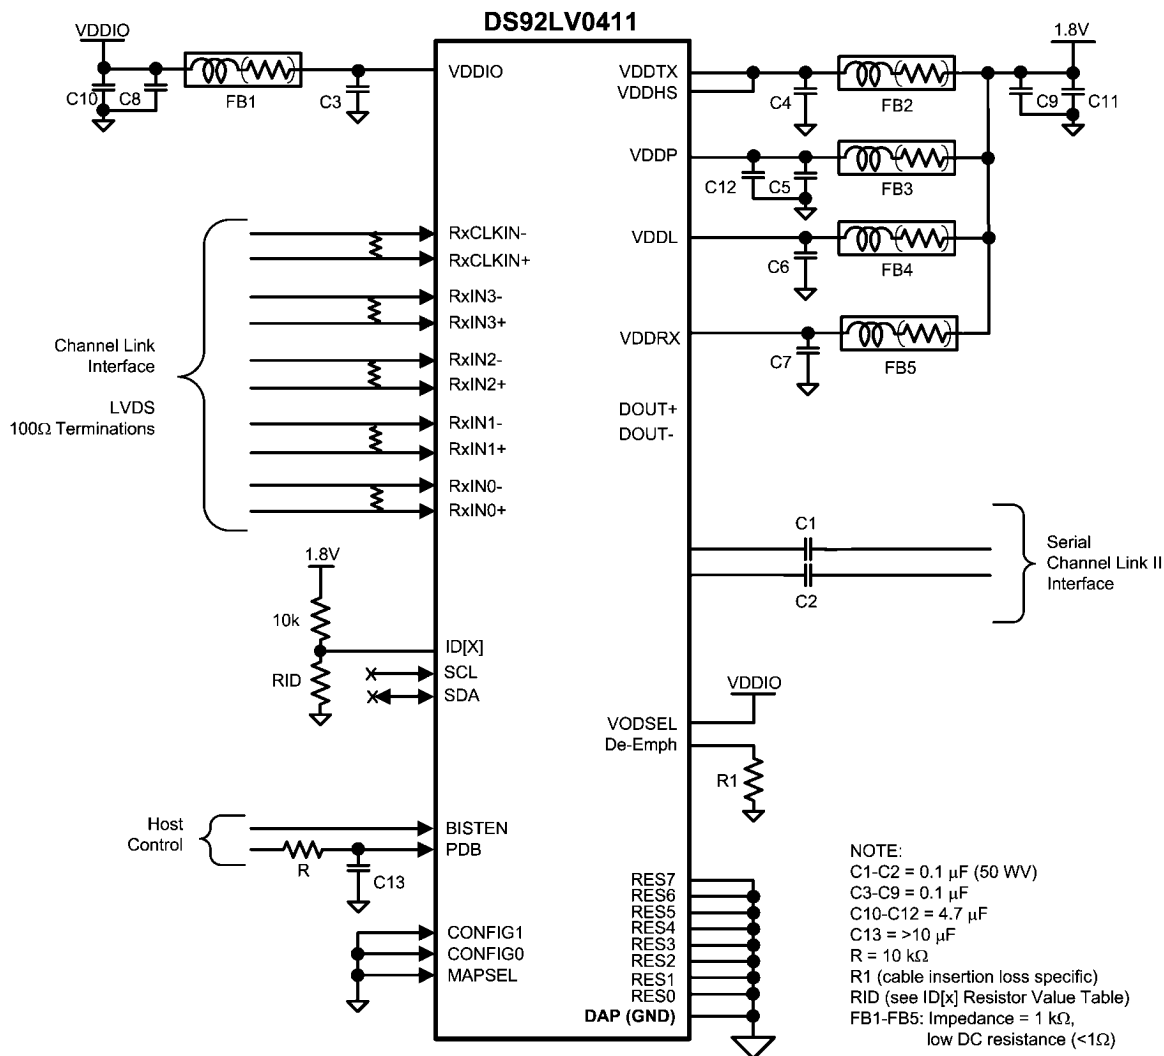 DS92LV0411
VDDIO
C10
C8
FB1
C3
VDDIO
VDDTX
VDDHS
C4
FB2
1.8V
C9
C11
VDDP
C12
C5
FB3
VDDL
C6
FB4
VDDRX
C7
FB5
Channel Link
Interface
LVDS
100Ω Terminations
RxCLKIN-
RxCLKIN+
RxIN3-
RxIN3+
RxIN2-
RxIN2+
RxIN1-
RxIN1+
RxIN0-
RxIN0+
DOUT+
DOUT-
C1
C2
Serial
Channel Link II
Interface
1.8V
10k
RID
ID[X]
SCL
SDA
VDDIO
VODSEL
De-Emph
R1
Host
Control
R
C13
BISTEN
PDB
CONFIG1
CONFIG0
MAPSEL
RES7
RES6
RES5
RES4
RES3
RES2
RES1
RES0
DAP (GND)
NOTE:
C1-C2 = 0.1 μF (50 WV)
C3-C9 = 0.1 μF
C10-C12 = 4.7 μF
C13 = >10 μF
R = 10 kΩ
R1 (cable insertion loss specific)
RID (see ID[x] Resistor Value Table)
FB1-FB5: Impedance = 1 kΩ,
low DC resistance (<1Ω)